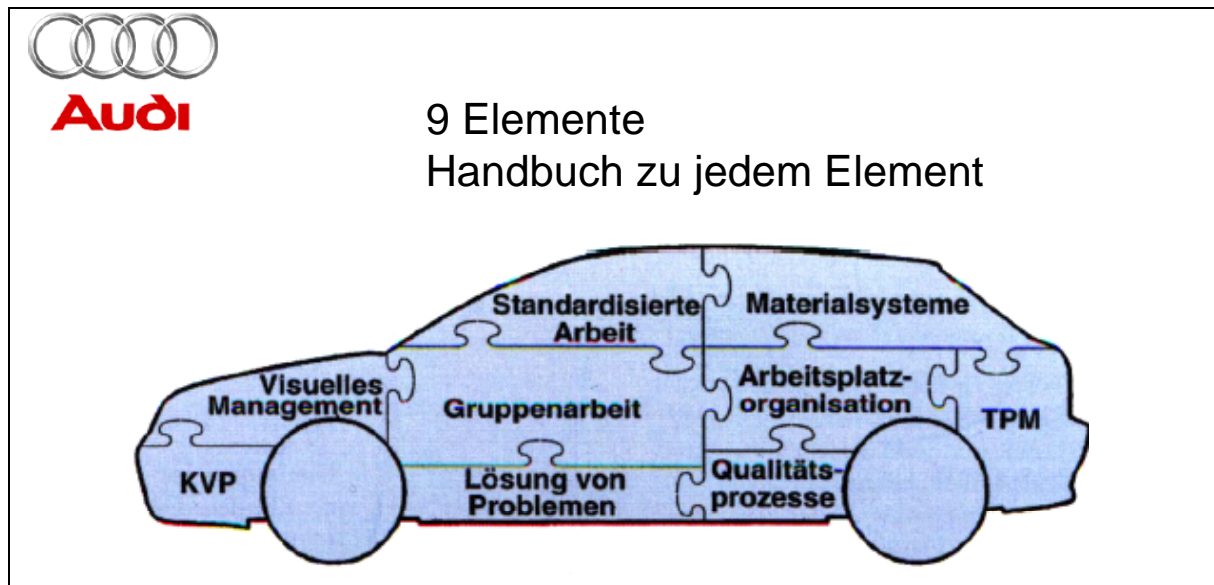 Audi
9 Elemente
Handbuch zu jedem Element
Standardisierte
Arbeit
Materialsysteme
Visuelles
Management
Gruppenarbeit
Arbeitsplatz-
organisation
TPM
KVP
Lösung von
Problemen
Qualitäts-
prozesse